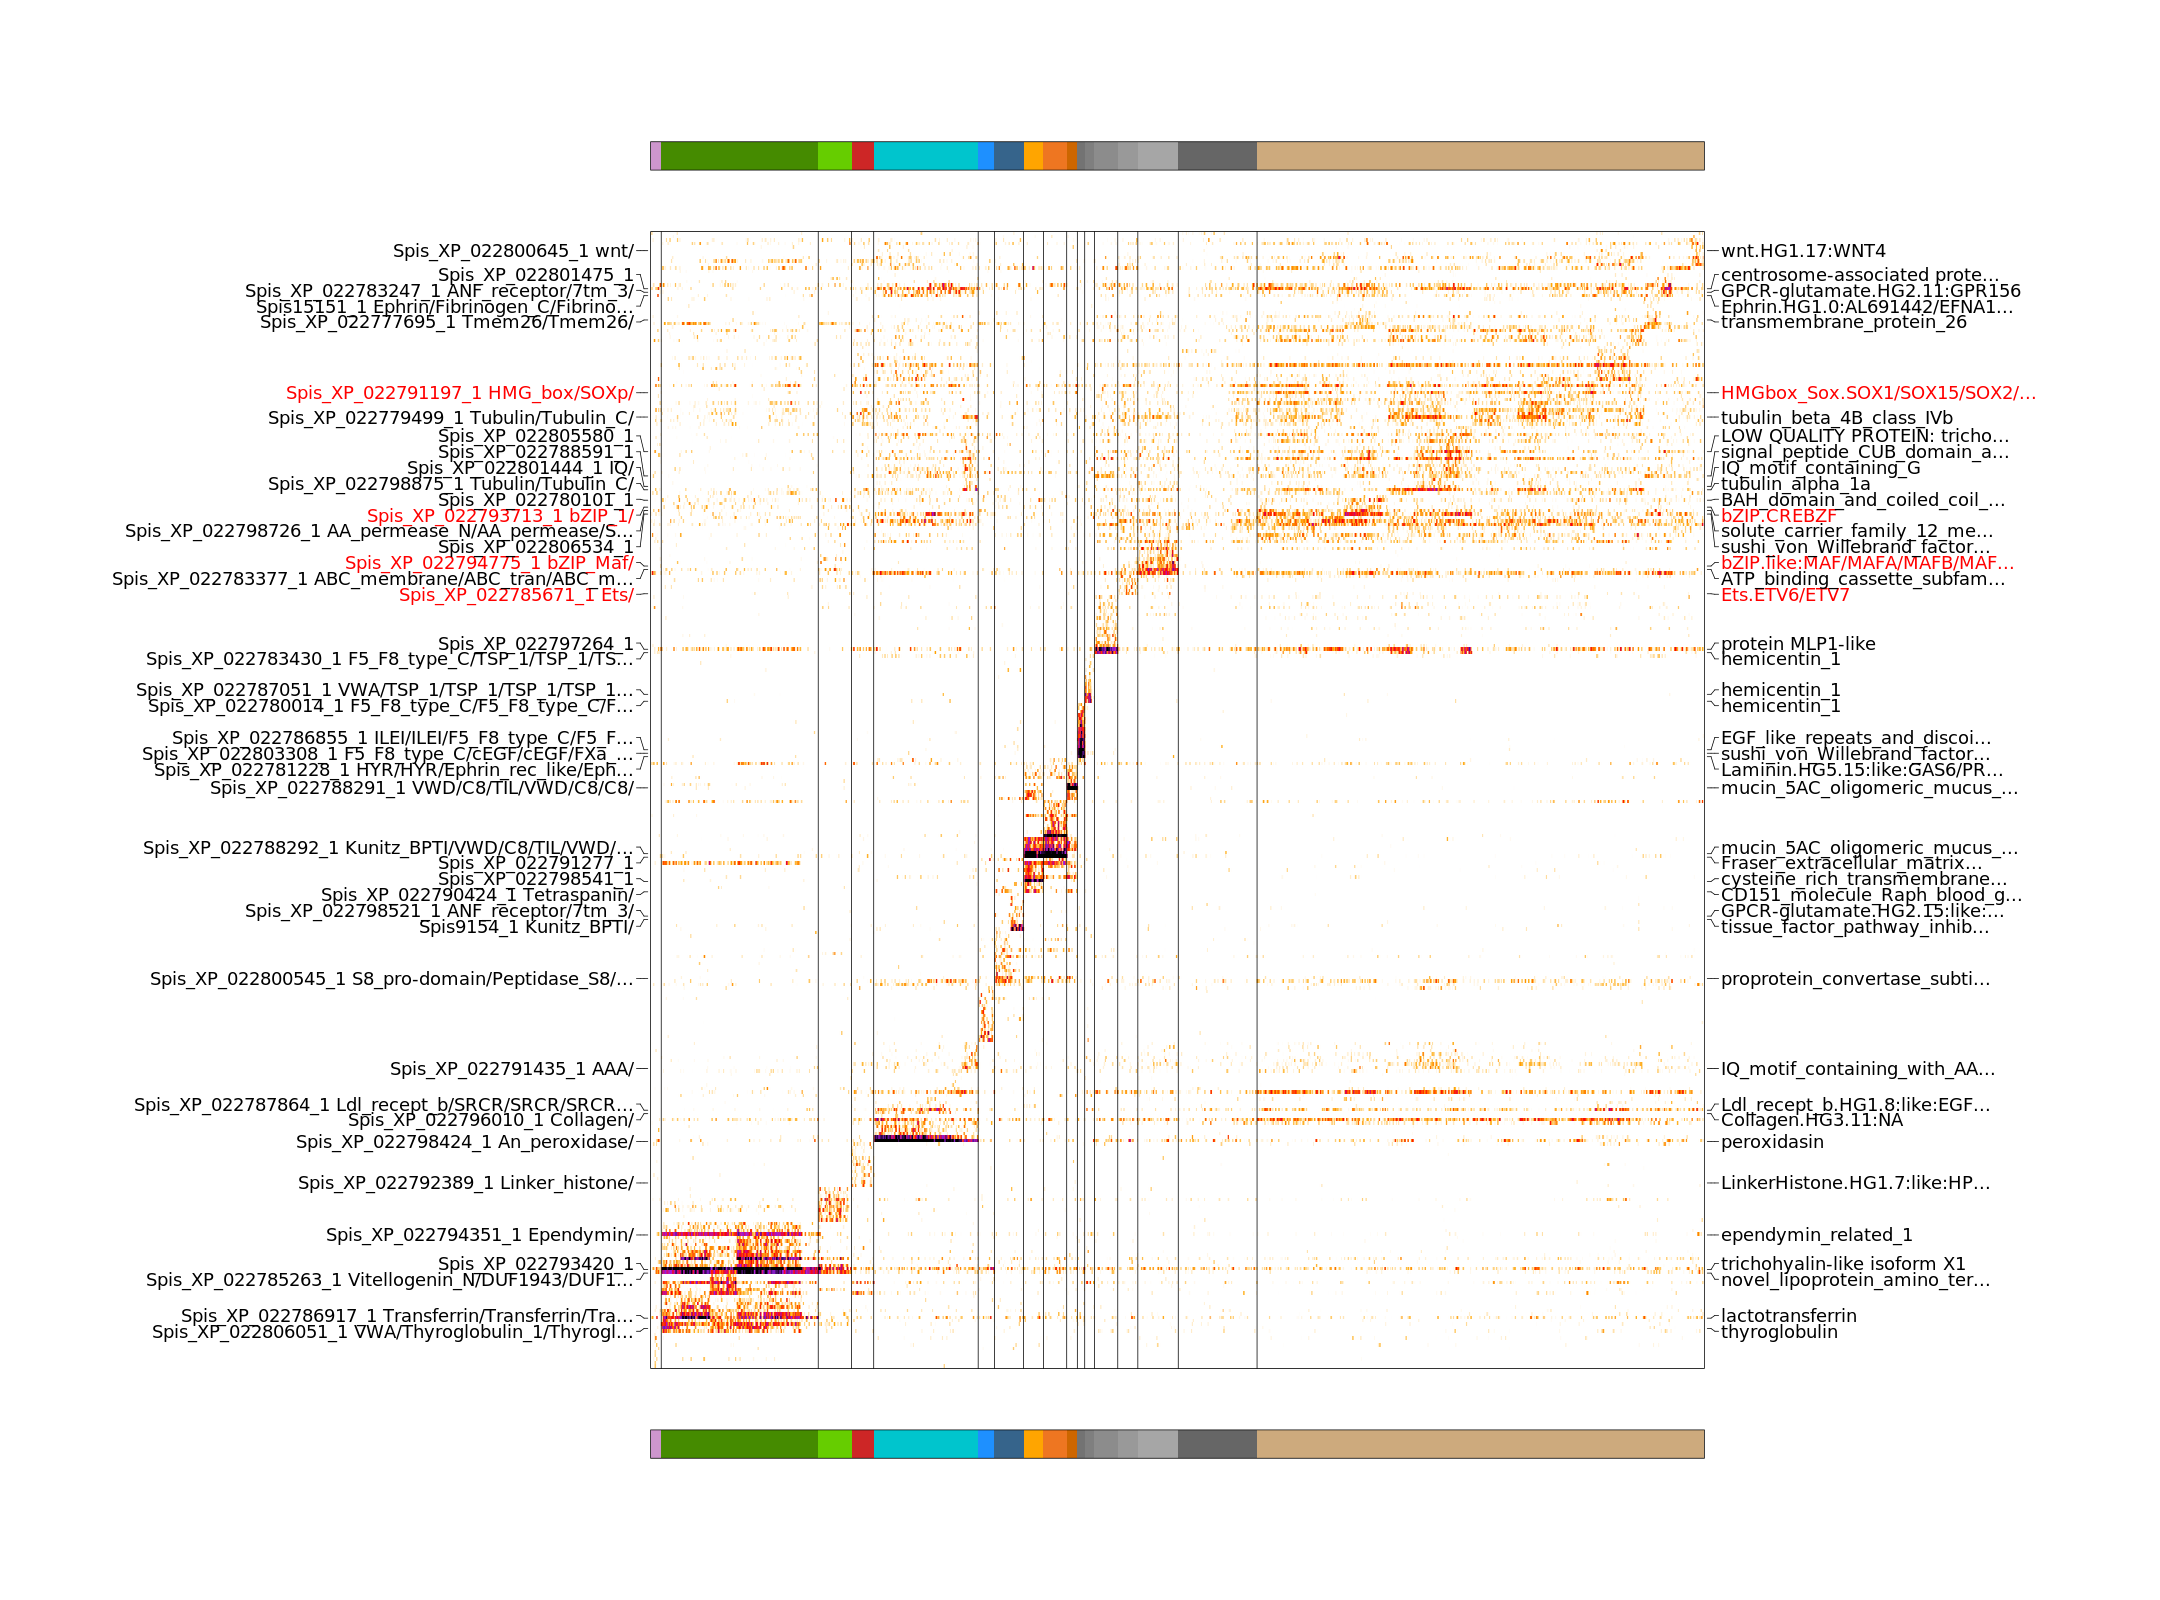 Spis_XP_022800645_1 wnt/
Spis_XP_022801475_1
Spis_XP_022783247_1 ANF_receptor/7tm_3/
Spis15151_1 Ephrin/Fibrinogen_C/Fibrino…
Spis_XP_022777695_1 Tmem26/Tmem26/
Spis_XP_022791197_1 HMG_box/SOXp/
Spis_XP_022779499_1 Tubulin/Tubulin_C/
Spis_XP_022805580_1
Spis_XP_022788591_1
Spis_XP_022801444_1 IQ/
Spis_XP_022798875_1 Tubulin/Tubulin_C/
Spis_XP_022780101_1
Spis_XP_022793713_1 bZIP_1/
Spis_XP_022798726_1 AA_permease_N/AA_permease/S…
Spis_XP_022806534_1
Spis_XP_022794775_1 bZIP_Maf/
Spis_XP_022783377_1 ABC_membrane/ABC_tran/ABC_m…
Spis_XP_022785671_1 Ets/
Spis_XP_022797264_1
Spis_XP_022783430_1 F5_F8_type_C/TSP_1/TSP_1/TS…
Spis_XP_022787051_1 VWA/TSP_1/TSP_1/TSP_1/TSP_1…
Spis_XP_022780014_1 F5_F8_type_C/F5_F8_type_C/F…
Spis_XP_022786855_1 ILEI/ILEI/F5_F8_type_C/F5_F…
Spis_XP_022803308_1 F5_F8_type_C/cEGF/cEGF/FXa_…
Spis_XP_022781228_1 HYR/HYR/Ephrin_rec_like/Eph…
Spis_XP_022788291_1 VWD/C8/TIL/VWD/C8/C8/
Spis_XP_022788292_1 Kunitz_BPTI/VWD/C8/TIL/VWD/…
Spis_XP_022791277_1
Spis_XP_022798541_1
Spis_XP_022790424_1 Tetraspanin/
Spis_XP_022798521_1 ANF_receptor/7tm_3/
Spis9154_1 Kunitz_BPTI/
Spis_XP_022800545_1 S8_pro-domain/Peptidase_S8/…
Spis_XP_022791435_1 AAA/
Spis_XP_022787864_1 Ldl_recept_b/SRCR/SRCR/SRCR…
Spis_XP_022796010_1 Collagen/
Spis_XP_022798424_1 An_peroxidase/
Spis_XP_022792389_1 Linker_histone/
Spis_XP_022794351_1 Ependymin/
Spis_XP_022793420_1
Spis_XP_022785263_1 Vitellogenin_N/DUF1943/DUF1…
Spis_XP_022786917_1 Transferrin/Transferrin/Tra…
Spis_XP_022806051_1 VWA/Thyroglobulin_1/Thyrogl…
wnt.HG1.17:WNT4
centrosome-associated prote…
GPCR-glutamate.HG2.11:GPR156
Ephrin.HG1.0:AL691442/EFNA1…
transmembrane_protein_26
HMGbox_Sox.SOX1/SOX15/SOX2/…
tubulin_beta_4B_class_IVb
LOW QUALITY PROTEIN: tricho…
signal_peptide_CUB_domain_a…
IQ_motif_containing_G
tubulin_alpha_1a
BAH_domain_and_coiled_coil_…
bZIP.CREBZF
solute_carrier_family_12_me…
sushi_von_Willebrand_factor…
bZIP.like:MAF/MAFA/MAFB/MAF…
ATP_binding_cassette_subfam…
Ets.ETV6/ETV7
protein MLP1-like
hemicentin_1
hemicentin_1
hemicentin_1
EGF_like_repeats_and_discoi…
sushi_von_Willebrand_factor…
Laminin.HG5.15:like:GAS6/PR…
mucin_5AC_oligomeric_mucus_…
mucin_5AC_oligomeric_mucus_…
Fraser_extracellular_matrix…
cysteine_rich_transmembrane…
CD151_molecule_Raph_blood_g…
GPCR-glutamate.HG2.15:like:…
tissue_factor_pathway_inhib…
proprotein_convertase_subti…
IQ_motif_containing_with_AA…
Ldl_recept_b.HG1.8:like:EGF…
Collagen.HG3.11:NA
peroxidasin
LinkerHistone.HG1.7:like:HP…
ependymin_related_1
trichohyalin-like isoform X1
novel_lipoprotein_amino_ter…
lactotransferrin
thyroglobulin